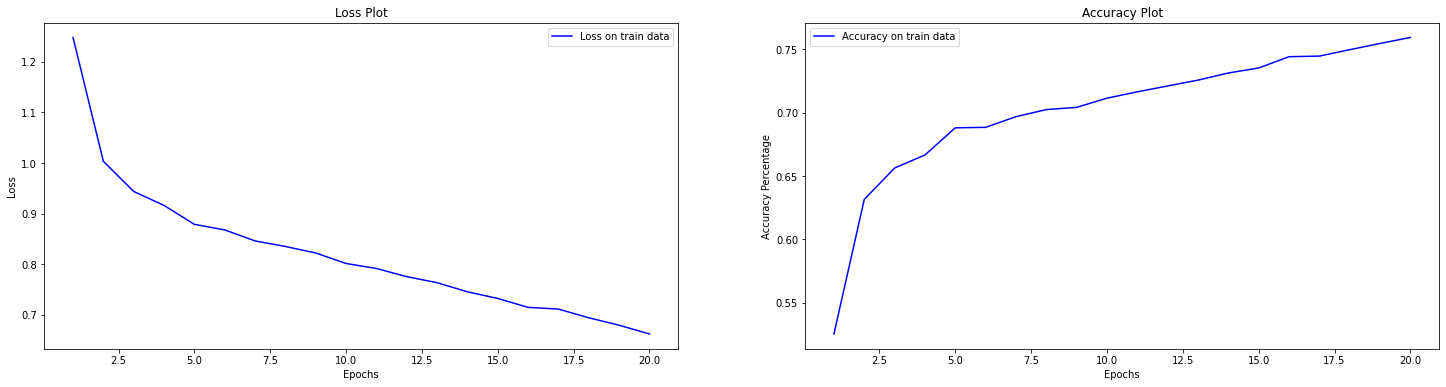 Loss Plot
Loss on train data
1.2
1.1
1.0
0.9
0.8
0.7
Loss
2.5 5.0 7.5 10.0 12.5 15.0 17.5 20.0
Epochs
Accuracy Plot
Accuracy on train data
0.75
0.70
0.65
0.60
0.55
Accuracy Percentage
2.5 5.0 7.5 10.0 12.5 15.0 17.5 20.0
Epochs